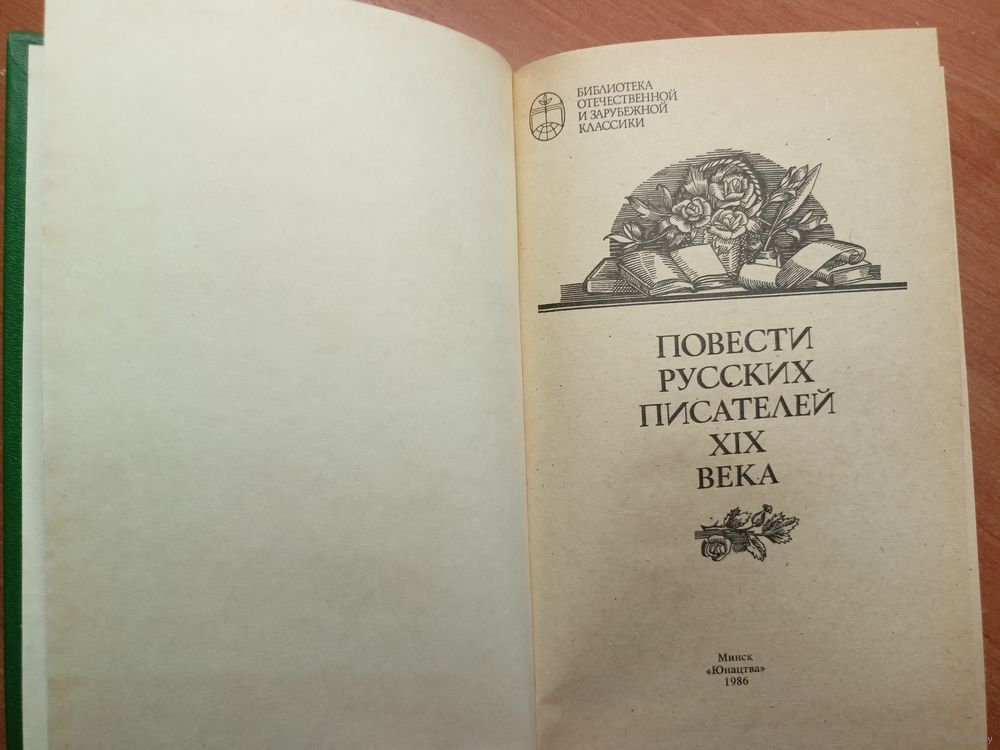 БИБЛИОТЕКА
ОТЕЧЕСТВЕННОЙ
И ЗАРУБЕЖНОЙ
КЛАССИКИ
ПОВЕСТИ
РУССКИХ
ПИСАТЕЛЕЙ
XIX
ВЕКА
Минск
«Юнацтва»
1986